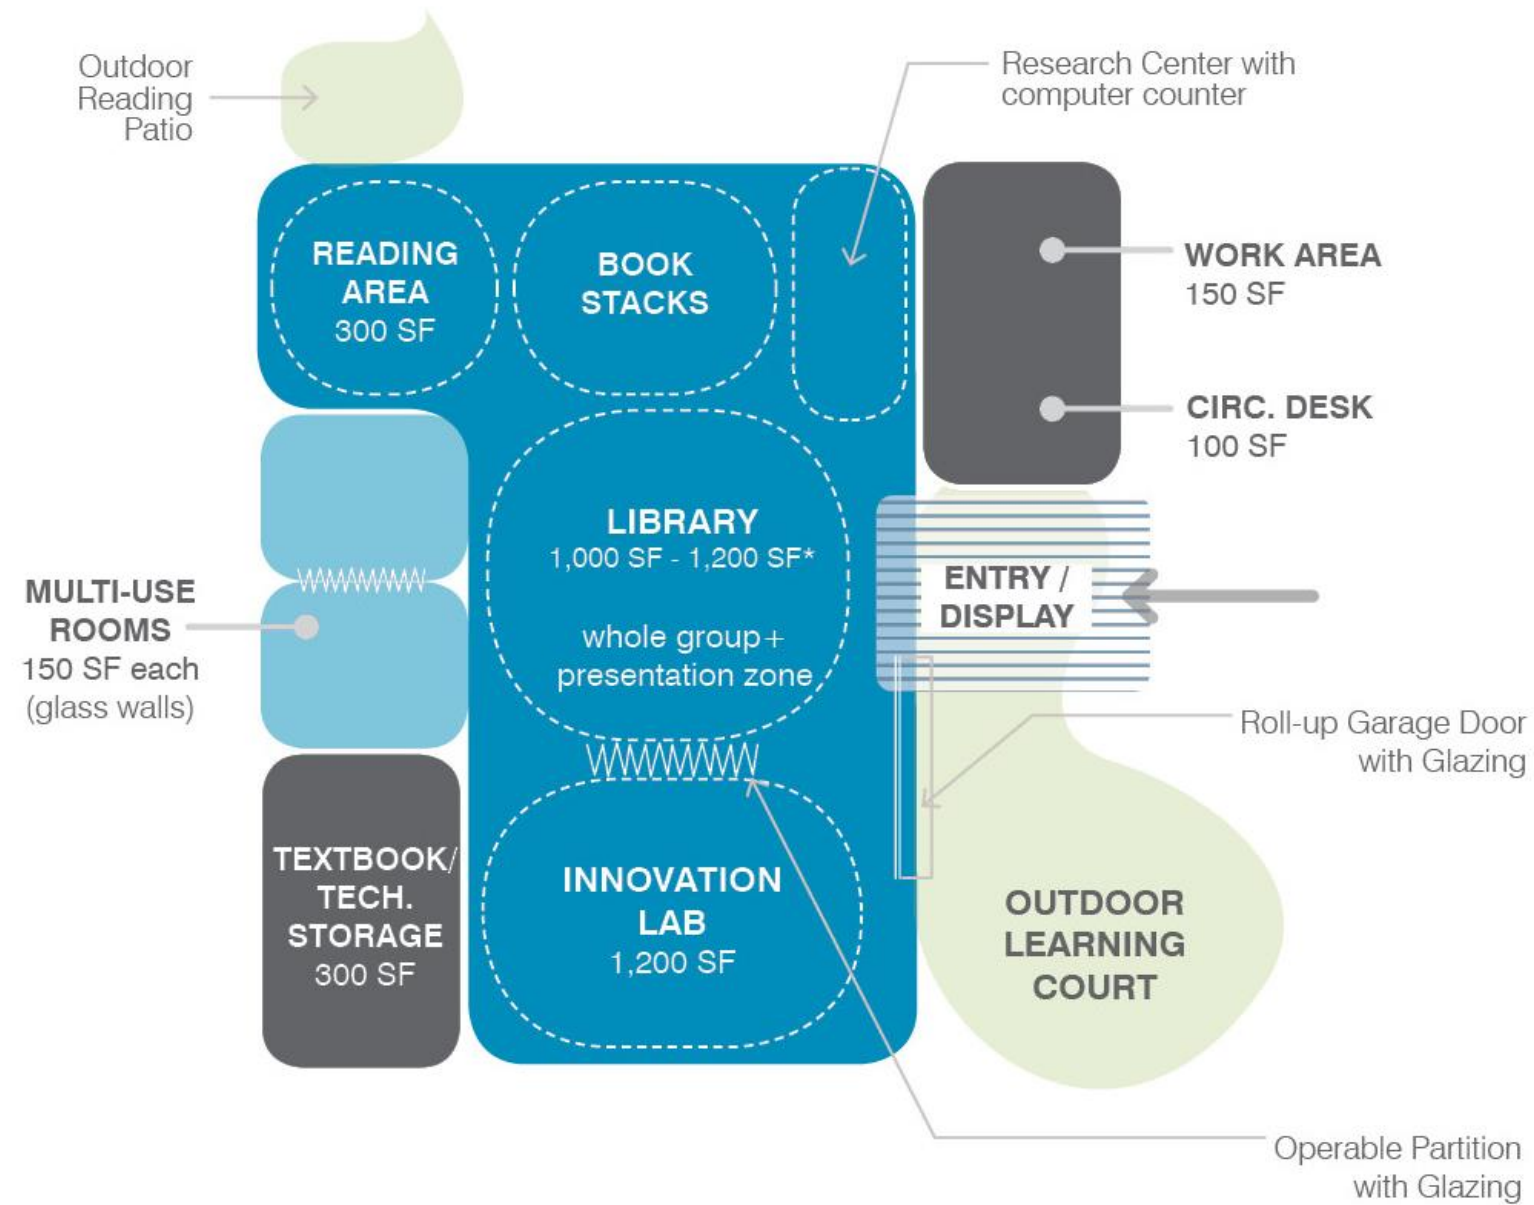 Outdoor
Reading
Patio
Research Center with
computer counter
READING
AREA
300 SF
BOOK
STACKS
WORK AREA
150 SF
CIRC. DESK
100 SF
LIBRARY
1,000 SF - 1,200 SF*
whole group+
presentation zone
ENTRY /
DISPLAY
MULTI-USE
ROOMS
150 SF each
(glass walls)
Roll-up Garage Door
with Glazing
TEXTBOOK/
TECH.
STORAGE
300 SF
INNOVATION
LAB
1,200 SF
OUTDOOR
LEARNING
COURT
Operable Partition
with Glazing